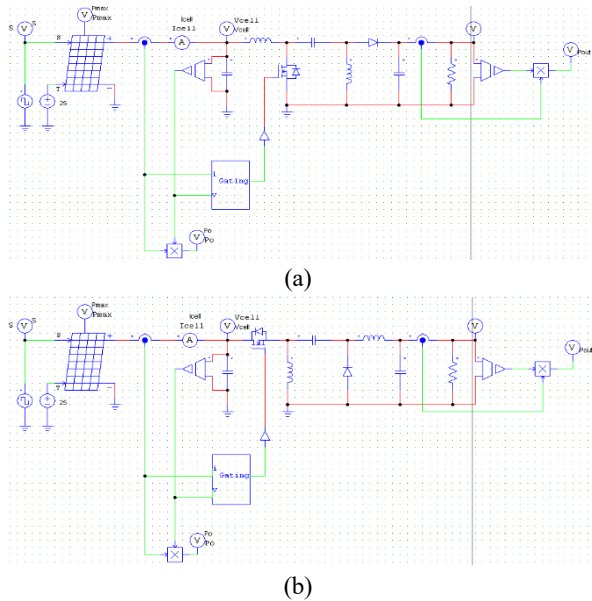 Pmax
Pmax
S
S
S
T
25
Icell
Icell
A
Vcell
Vcell
V
V
V
V
V
Pout
i
Gating
v
Po
Po
V
(a)
Pmax
Pmax
S
S
S
T
25
Icell
Icell
A
Vcell
Vcell
V
V
V
V
V
Pout
i
Gating
v
Po
Po
V
(b)